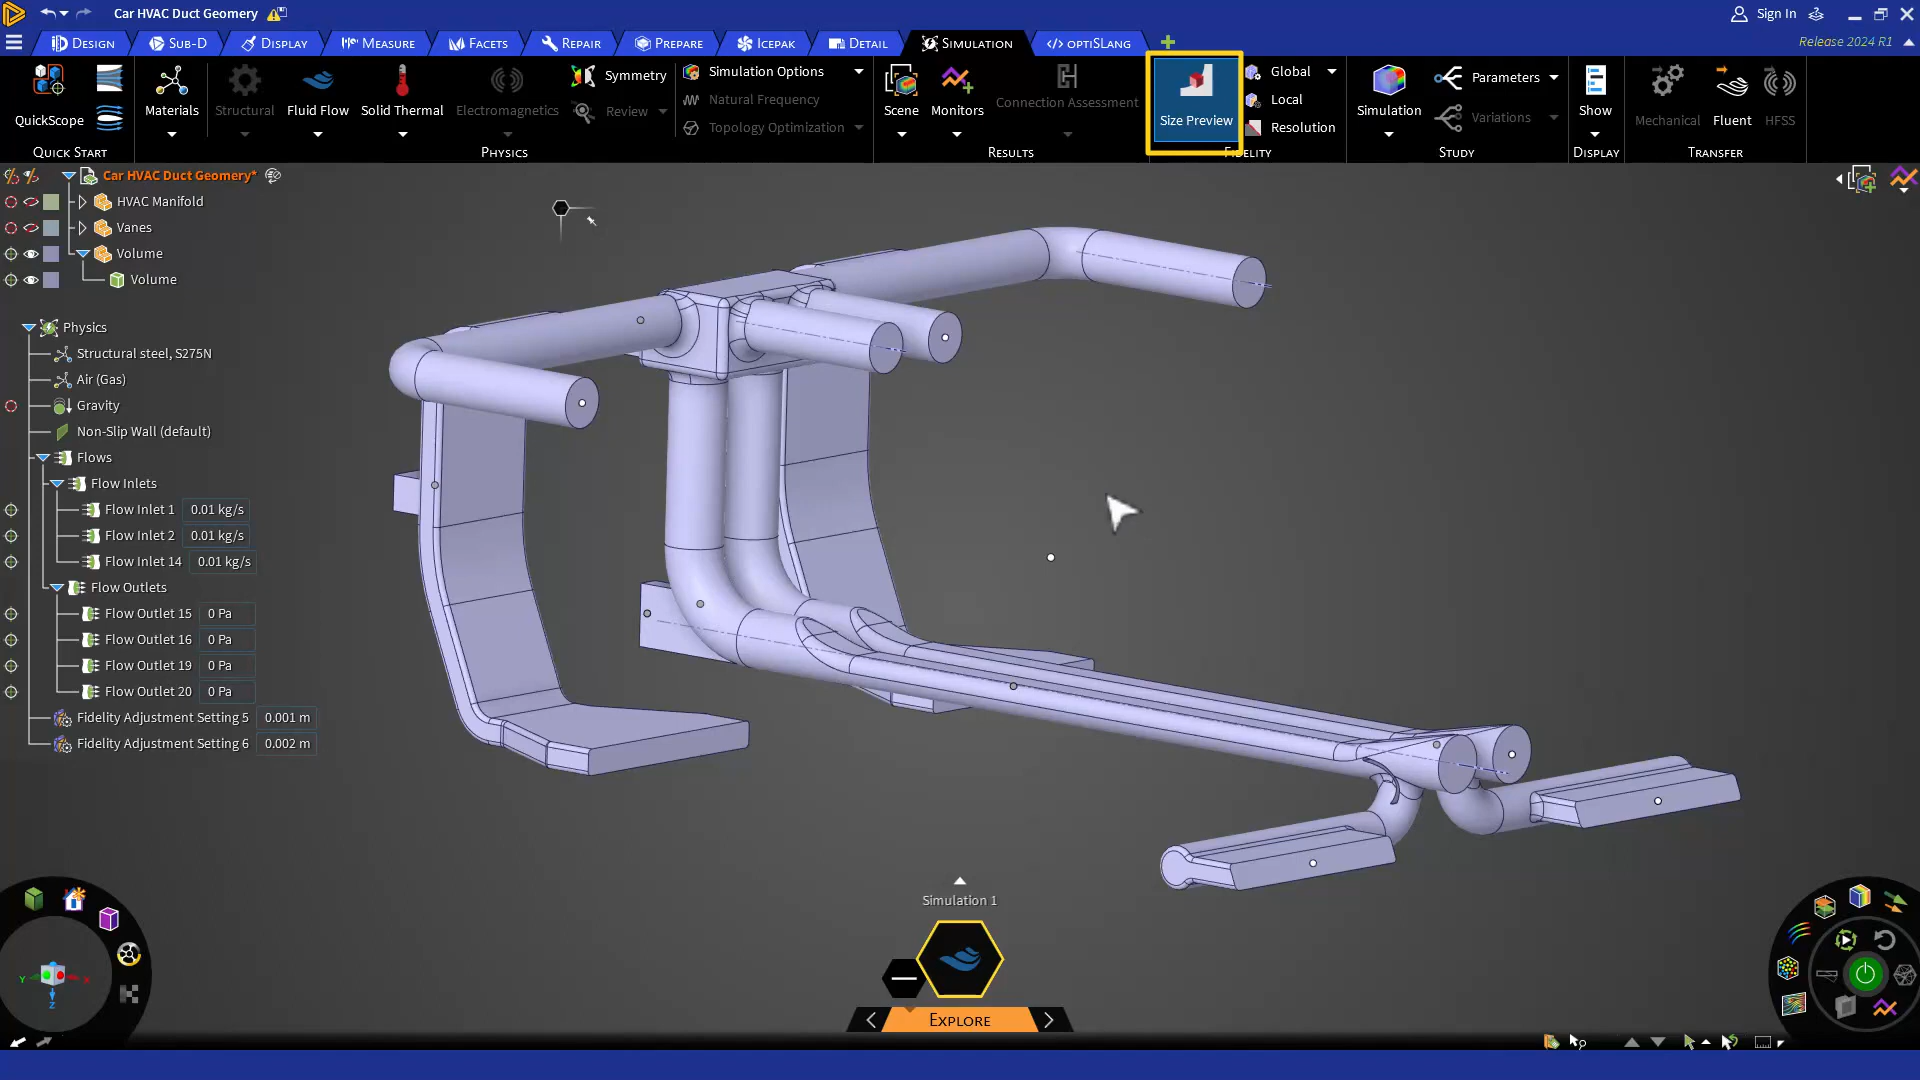 Car HVAC Duct Geometry
Sign In
Design
Sub-D
Display
Measure
Facets
Repair
Prepare
Icepak
Detail
Simulation
optiSLang
Release 2024 R1
QuickScope
Quick Start
Materials
Structural
Fluid Flow
Solid Thermal
Electromagnetics
Symmetry
Review
Physics
Simulation Options
Natural Frequency
Topology Optimization
Scene
Monitors
Connection Assessment
Results
Size Preview
Global
Local
Resolution
Fidelity
Simulation
Parameters
Variations
Study
Show
Display
Mechanical
Fluent
HFSS
Transfer
Car HVAC Duct Geometry*
HVAC Manifold
Vanes
Volume
Volume
Physics
Structural steel, S275N
Air (Gas)
Gravity
Non-Slip Wall (default)
Flows
Flow Inlets
Flow Inlet 1 0.01 kg/s
Flow Inlet 2 0.01 kg/s
Flow Inlet 14 0.01 kg/s
Flow Outlets
Flow Outlet 15 0 Pa
Flow Outlet 16 0 Pa
Flow Outlet 19 0 Pa
Flow Outlet 20 0 Pa
Fidelity Adjustment Setting 5 0.001 m
Fidelity Adjustment Setting 6 0.002 m
Simulation 1
Explore
Y
X
Z